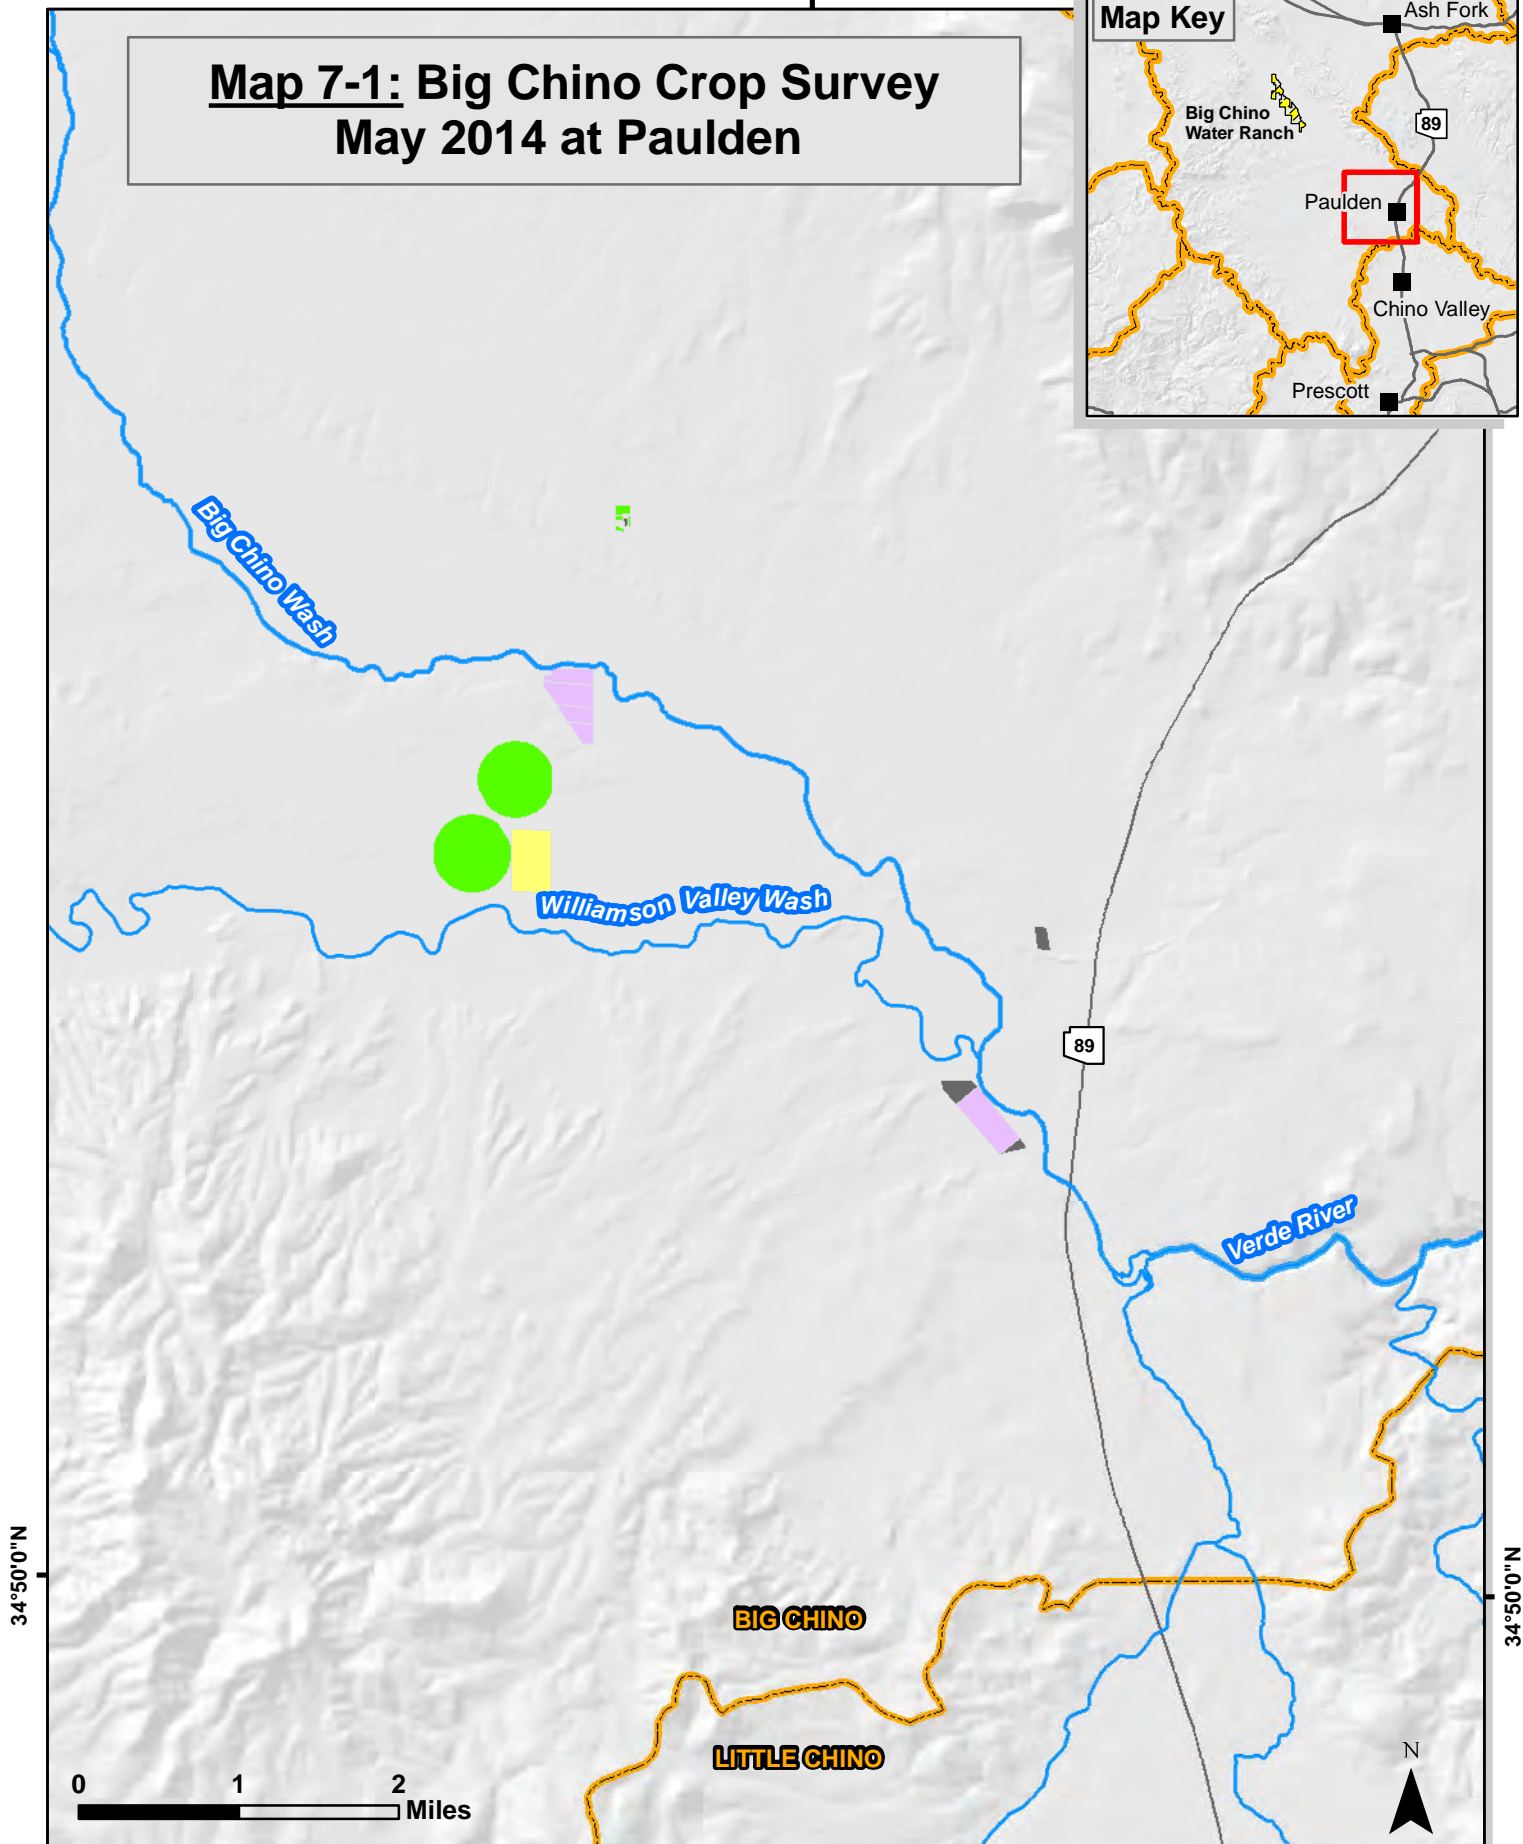 Map 7-1: Big Chino Crop Survey
May 2014 at Paulden
Map Key
Ash Fork
Big Chino
Water Ranch
89
Paulden
Chino Valley
Prescott
Big Chino Wash
Williamson Valley Wash
89
Verde River
34°50'0"N
34°50'0"N
BIG CHINO
LITTLE CHINO
N
0 1 2
Miles